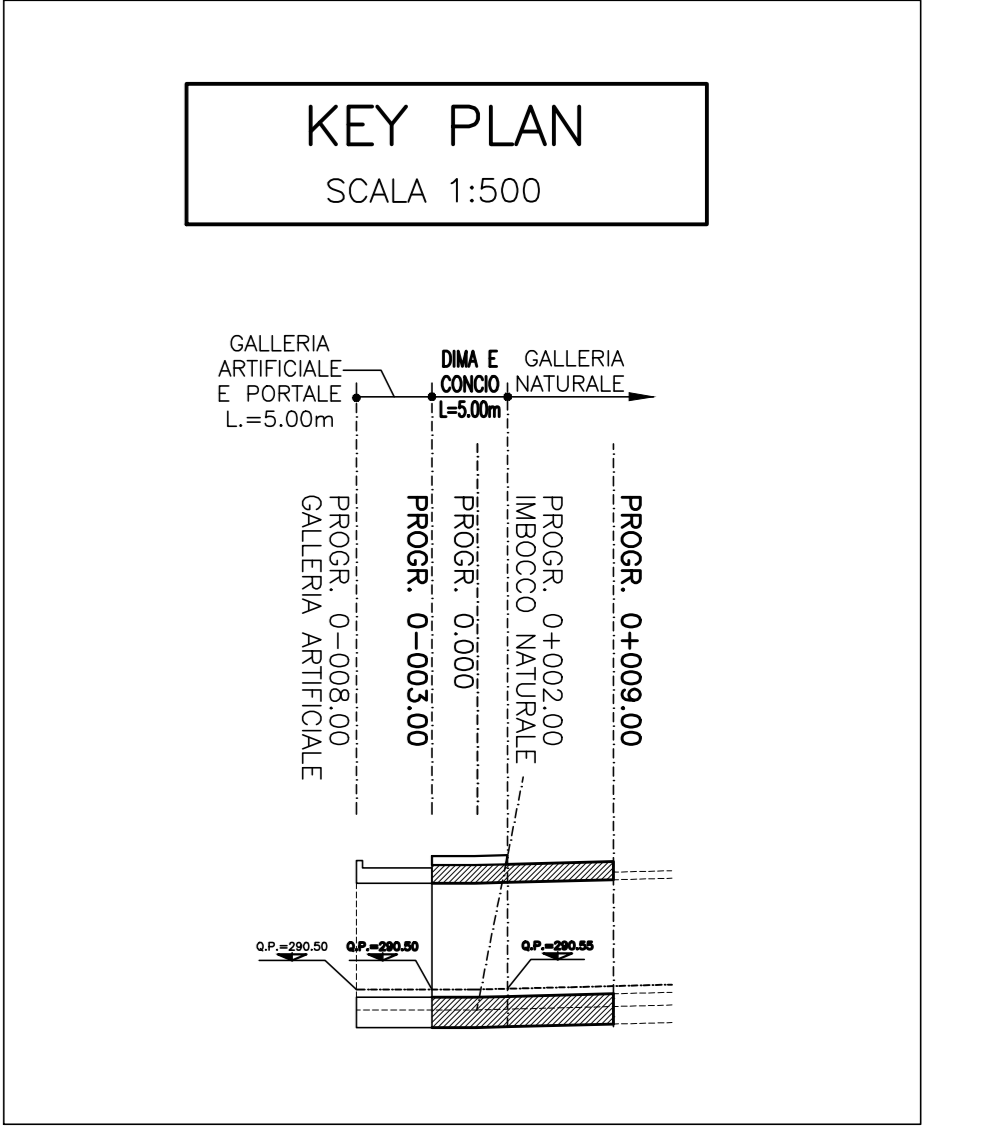 KEY PLAN
SCALA 1:500
GALLERIA
ARTIFICIALE
E PORTALE
L.=5.00m
DIMA E
CONCIO
L=5.00m
GALLERIA
NATURALE
PROGR. 0-008.00
GALLERIA ARTIFICIALE
PROGR. 0-003.00
PROGR. 0.000
PROGR. 0+002.00
IMBOCCO NATURALE
PROGR. 0+009.00
Q.P.=290.50
Q.P.=290.50
Q.P.=290.55